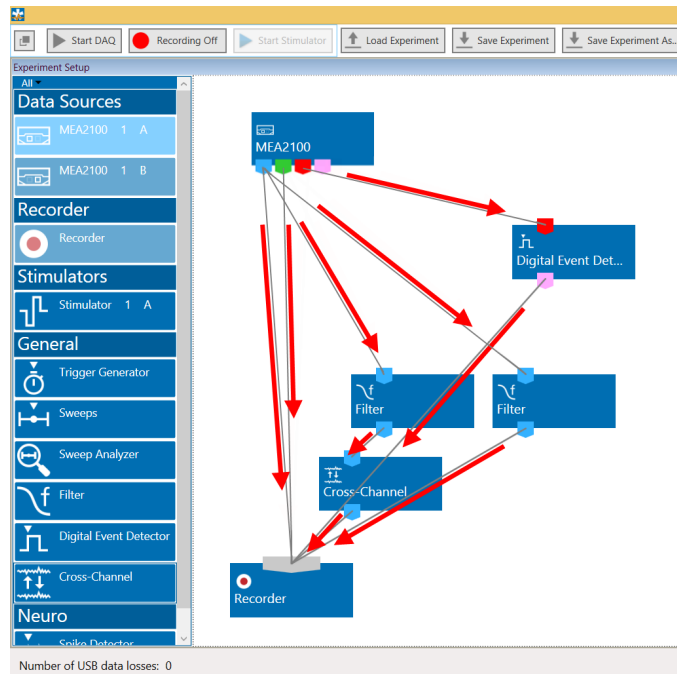 Start DAQ
Recording Off
Start Stimulator
Load Experiment
Save Experiment
Save Experiment As..
Experiment Setup
All
Data Sources
MEA2100 1 A
MEA2100 1 B
Recorder
Recorder
Stimulators
Stimulator 1 A
General
Trigger Generator
Sweeps
Sweep Analyzer
Filter
Digital Event Detector
Cross-Channel
Neuro
Spike Detector
MEA2100
Digital Event Det...
Filter
Filter
Cross-Channel
Recorder
Number of USB data losses: 0